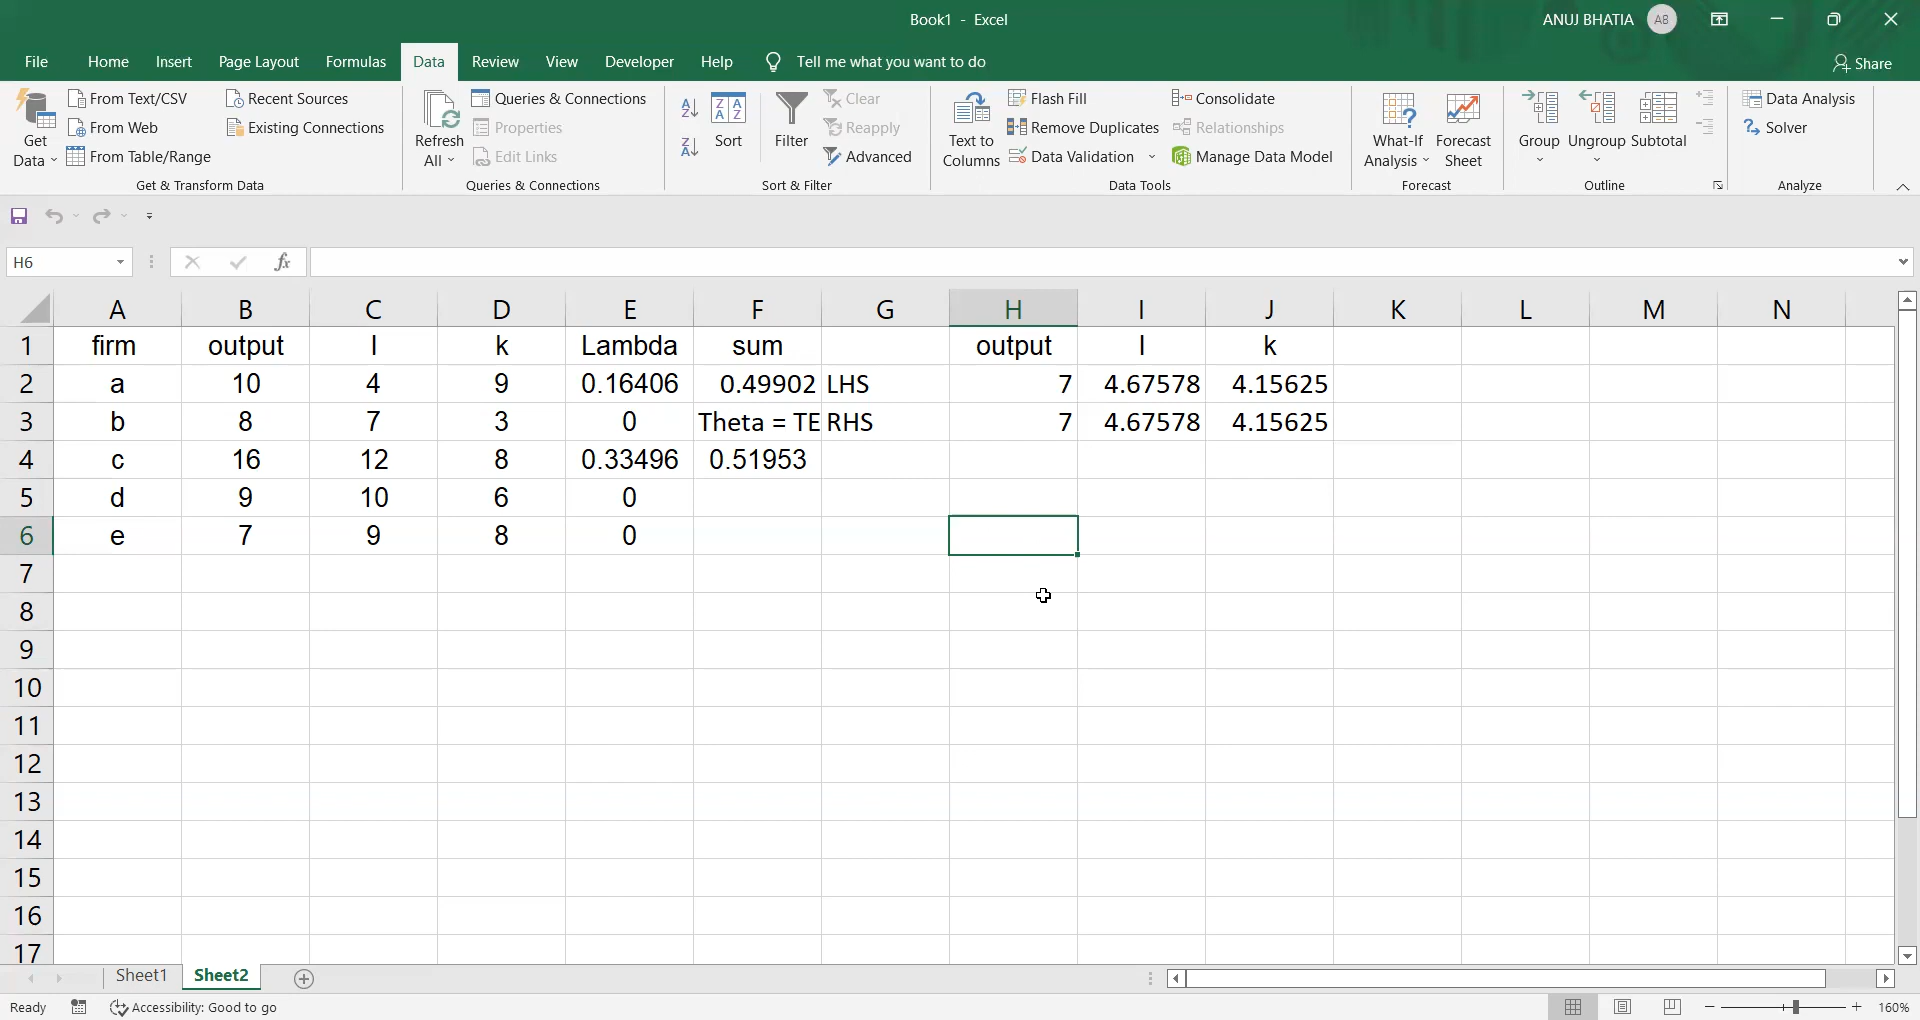 Book1 - Excel
ANUJ BHATIA AB
File Home Insert Page Layout Formulas Data Review View Developer Help Tell me what you want to do
Share
Get Data
From Text/CSV
From Web
From Table/Range
Recent Sources
Existing Connections
Get & Transform Data
Refresh All
Queries & Connections
Properties
Edit Links
Queries & Connections
Sort
Filter
Clear
Reapply
Advanced
Sort & Filter
Text to Columns
Flash Fill
Remove Duplicates
Data Validation
Consolidate
Relationships
Manage Data Model
Data Tools
What-If Analysis
Forecast Sheet
Forecast
Group
Ungroup
Subtotal
Outline
Data Analysis
Solver
Analyze
H6
fx
A B C D E F G H I J K L M N
1 firm output l k Lambda sum output l k
2 a 10 4 9 0.16406 0.49902 LHS 7 4.67578 4.15625
3 b 8 7 3 0 Theta = TE RHS 7 4.67578 4.15625
4 c 16 12 8 0.33496 0.51953
5 d 9 10 6 0
6 e 7 9 8 0
7
8
9
10
11
12
13
14
15
16
17
Sheet1 Sheet2
Ready Accessibility: Good to go
160%